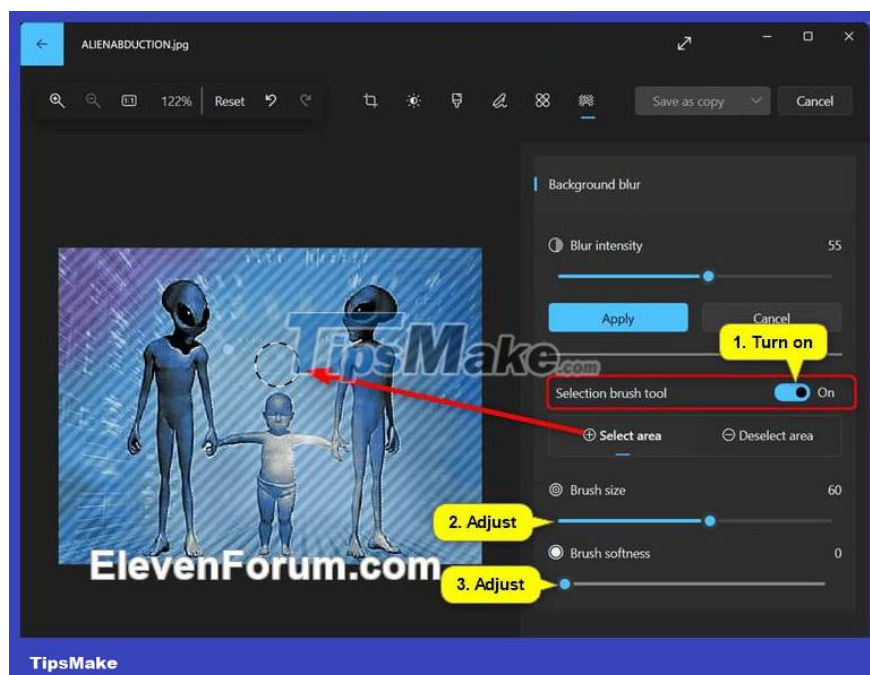 ALIENABDUCTION.jpg
122% Reset Save as copy Cancel
Background blur
Blur intensity 55
Apply Cancel
1. Turn on
TipsMake.com
Selection brush tool On
Select area Deselect area
Brush size 60
2. Adjust
Brush softness 0
ElevenForum.com
3. Adjust
TipsMake